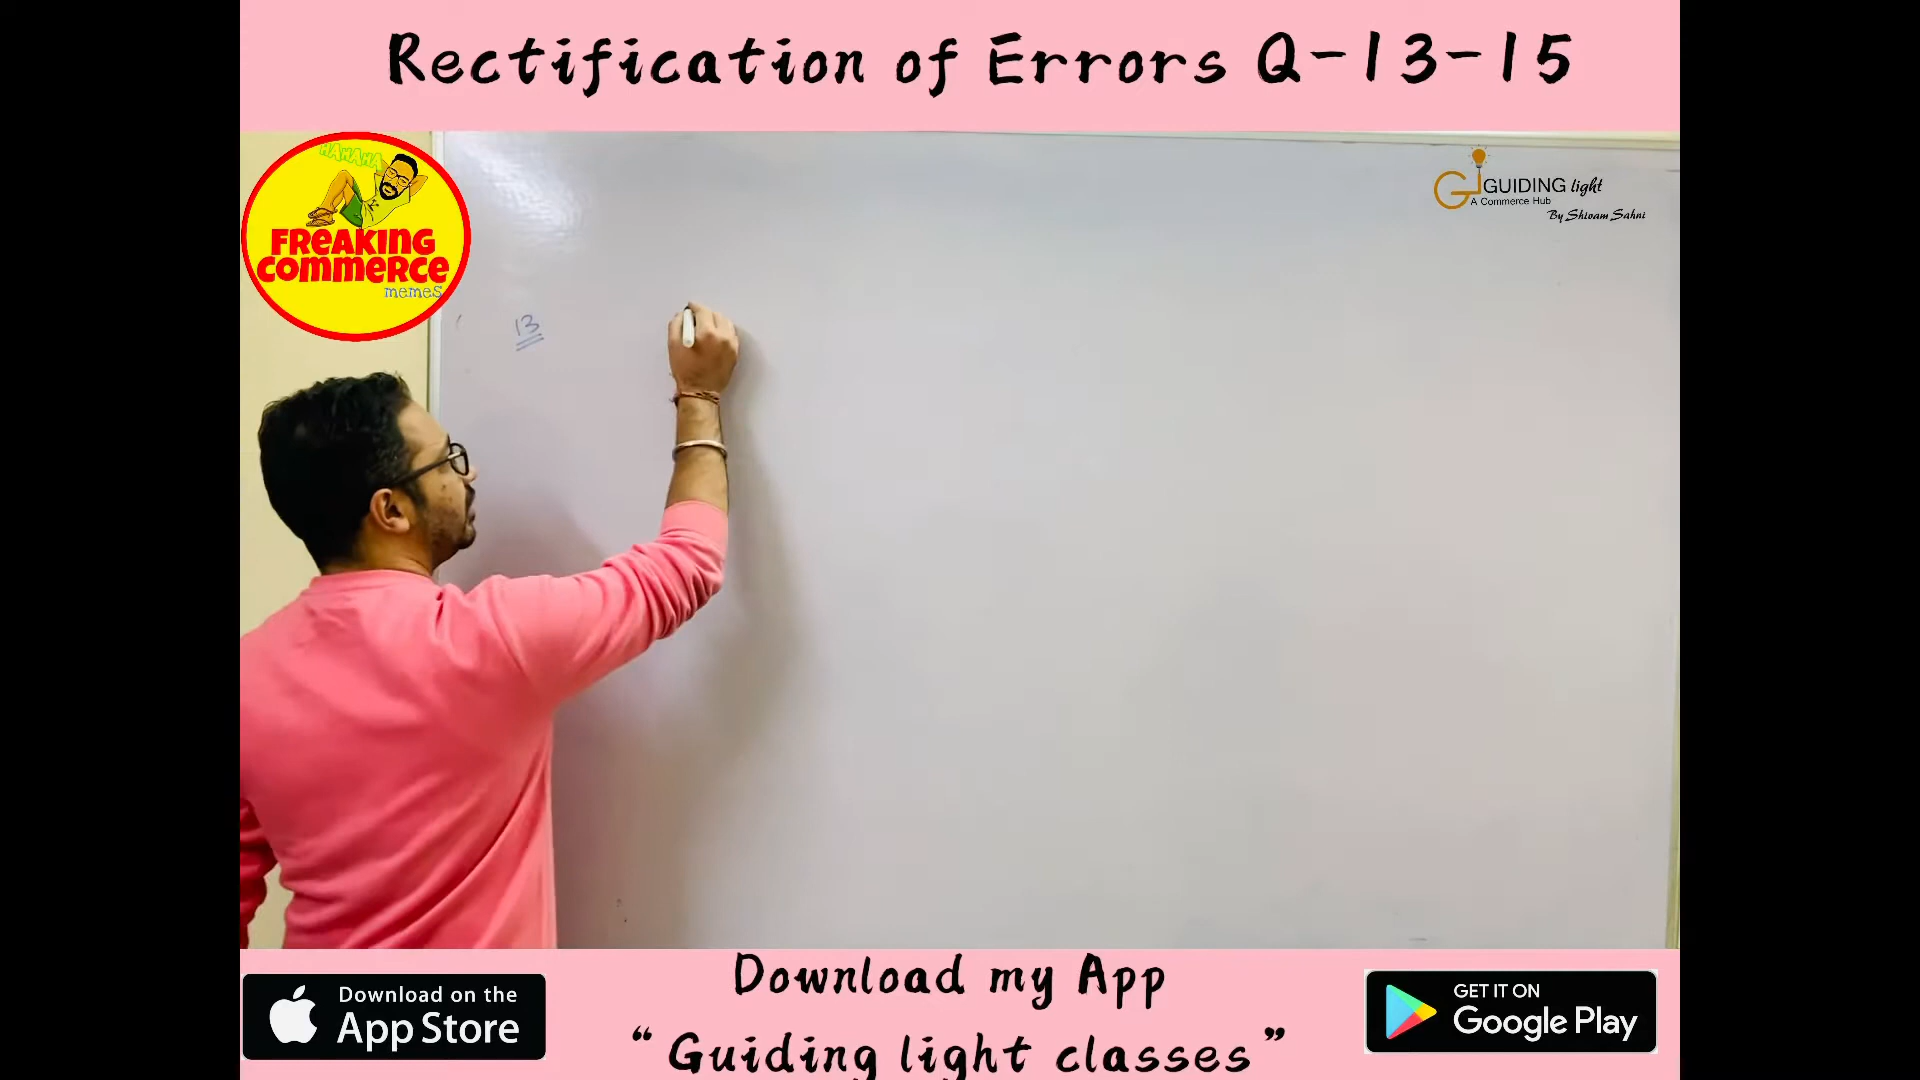 Rectification of Errors Q-13-15
HAHAHA
FREAKING
COMMERCE
memes
GUIDING light
A Commerce Hub
By Shivam Sahni
13
Download my App
"Guiding light classes"
Download on the
App Store
GET IT ON
Google Play